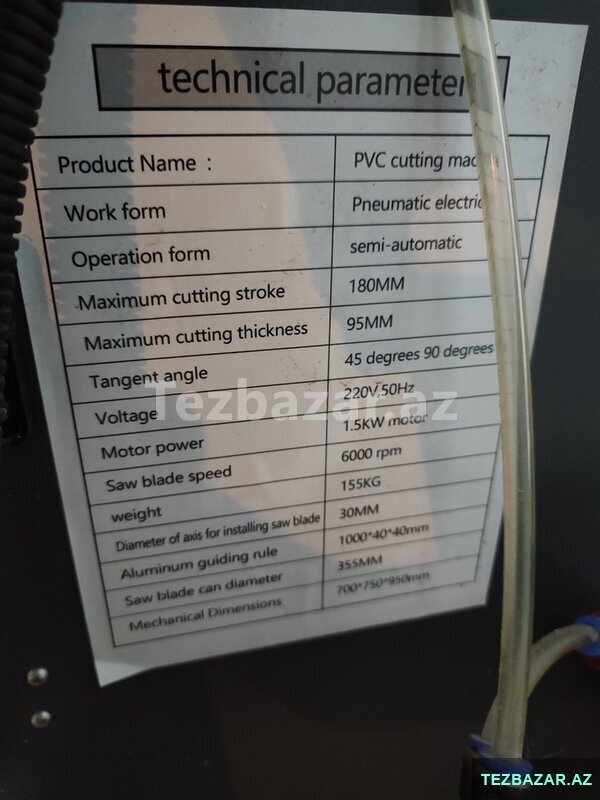 technical parameter
Product Name : PVC cutting mac
Work form Pneumatic electric
Operation form semi-automatic
Maximum cutting stroke 180MM
Maximum cutting thickness 95MM
Tangent angle 45 degrees 90 degrees
Voltage 220V,50Hz
Motor power 1.5KW motor
Saw blade speed 6000 rpm
weight 155KG
Diameter of axis for installing saw blade 30MM
Aluminum guiding rule 1000*40*40mm
Saw blade can diameter 355MM
Mechanical Dimensions 700*750*950mm
Tezbazar.az
TEZBAZAR.AZ